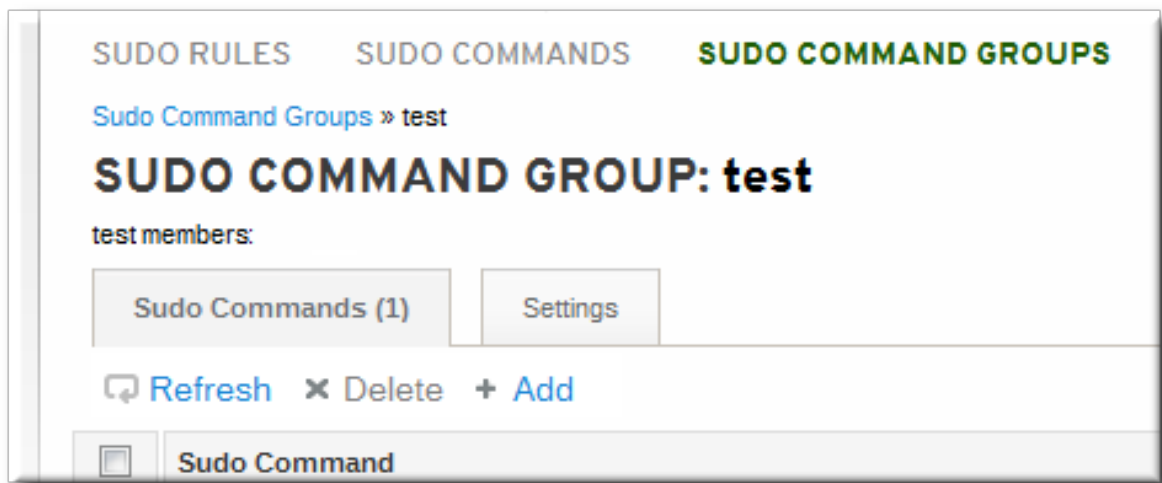 SUDO RULES SUDO COMMANDS SUDO COMMAND GROUPS
Sudo Command Groups » test
SUDO COMMAND GROUP: test
test members:
Sudo Commands (1) Settings
Refresh Delete + Add
Sudo Command